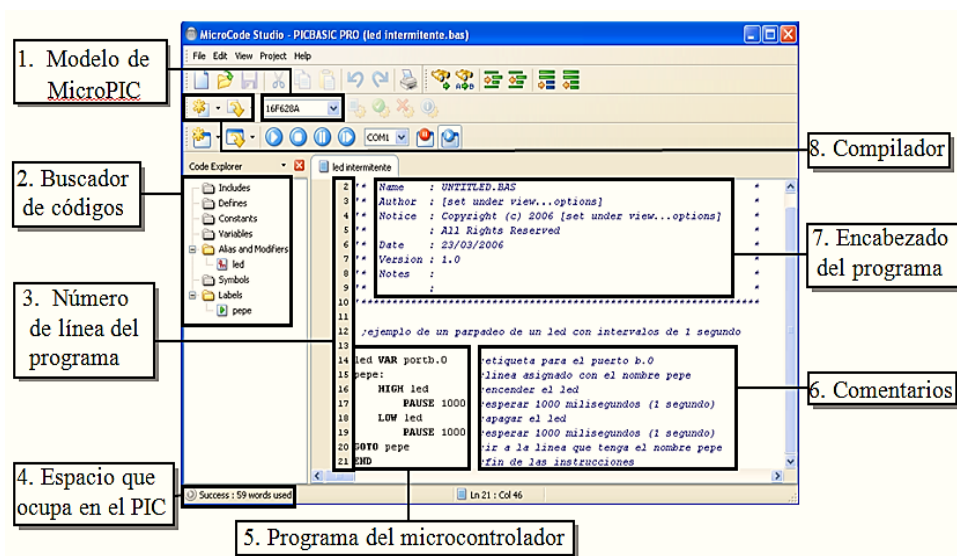 MicroCode Studio - PICBASIC PRO (led intermitente.bas)
File Edit View Project Help
1. Modelo de
MicroPIC
16F628A
COM1
8. Compilador
Code Explorer
led intermitente
2. Buscador
de códigos
Includes
Defines
Constants
Variables
Alias and Modifiers
led
Symbols
Labels
pepe
2 '* Name : UNTITLED.BAS *
3 '* Author : [set under view...options] *
4 '* Notice : Copyright (c) 2006 [set under view...options] *
5 '* : All Rights Reserved *
6 '* Date : 23/03/2006 *
7 '* Version : 1.0 *
8 '* Notes : *
9 '* : *
10 '****************************************************************
11
12 ;ejemplo de un parpadeo de un led con intervalos de 1 segundo
13
14 led VAR portb.0 ;etiqueta para el puerto b.0
15 pepe: ;linea asignado con el nombre pepe
16 HIGH led ;encender el led
17 PAUSE 1000 ;esperar 1000 milisegundos (1 segundo)
18 LOW led ;apagar el led
19 PAUSE 1000 ;esperar 1000 milisegundos (1 segundo)
20 GOTO pepe ;ir a la linea que tenga el nombre pepe
21 END ;fin de las instrucciones
7. Encabezado
del programa
3. Número
de línea del
programa
6. Comentarios
4. Espacio que
ocupa en el PIC
Success : 59 words used
Ln 21 : Col 46
5. Programa del microcontrolador